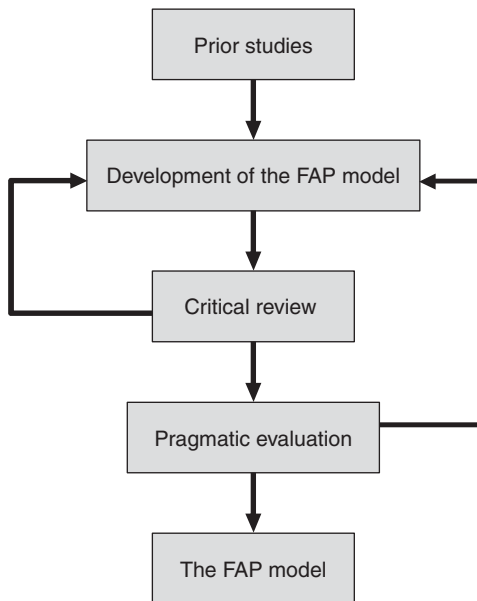 Prior studies
Development of the FAP model
Critical review
Pragmatic evaluation
The FAP model